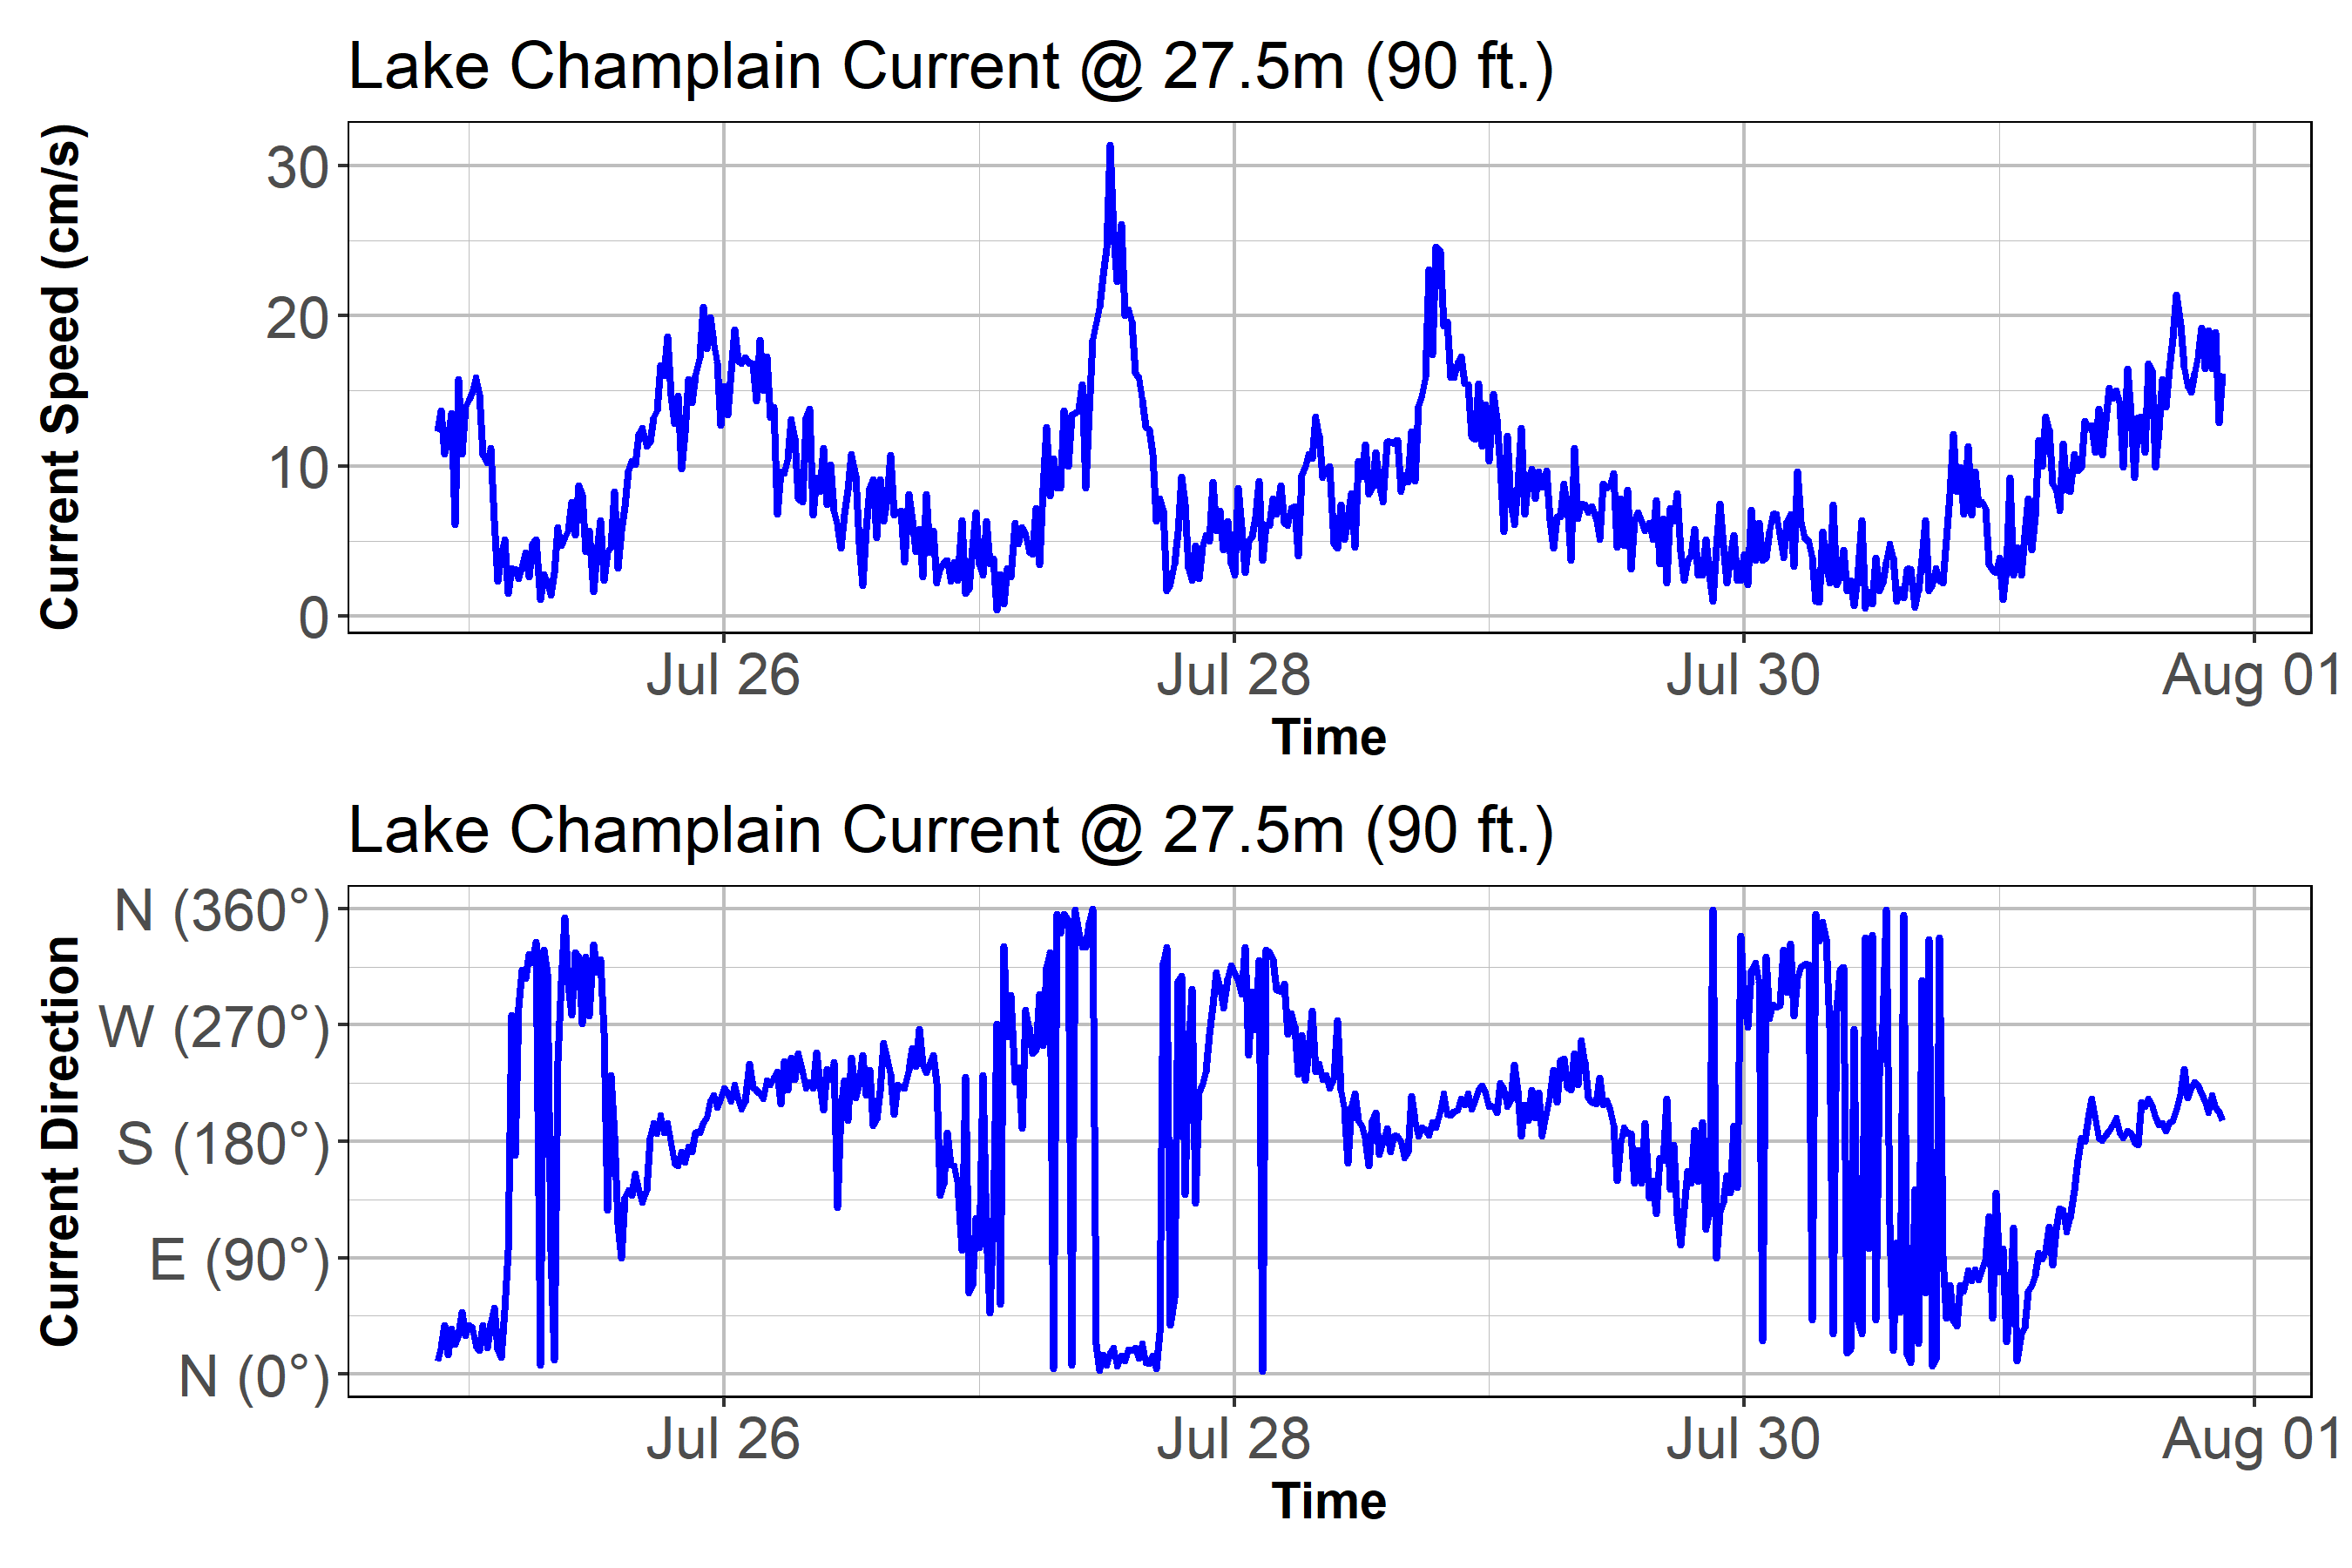 Lake Champlain Current @ 27.5m (90 ft.)
Current Speed (cm/s)
30
20
10
0
Jul 26 Jul 28 Jul 30 Aug 01
Time
Lake Champlain Current @ 27.5m (90 ft.)
Current Direction
N (360°)
W (270°)
S (180°)
E (90°)
N (0°)
Jul 26 Jul 28 Jul 30 Aug 01
Time